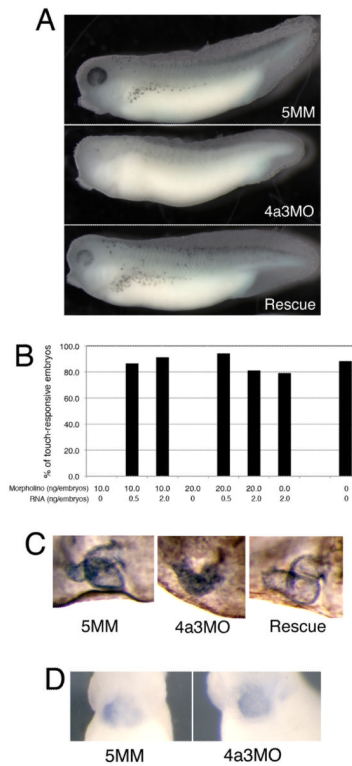 A
5MM
4a3MO
Rescue
B
% of touch-responsive embryos
100.0
80.0
60.0
40.0
20.0
0.0
Morpholino (ng/embryos) 10.0 10.0 10.0 20.0 20.0 20.0 0.0 0
RNA (ng/embryos) 0 0.5 2.0 0 0.5 2.0 2.0 0
C
5MM 4a3MO Rescue
D
5MM 4a3MO